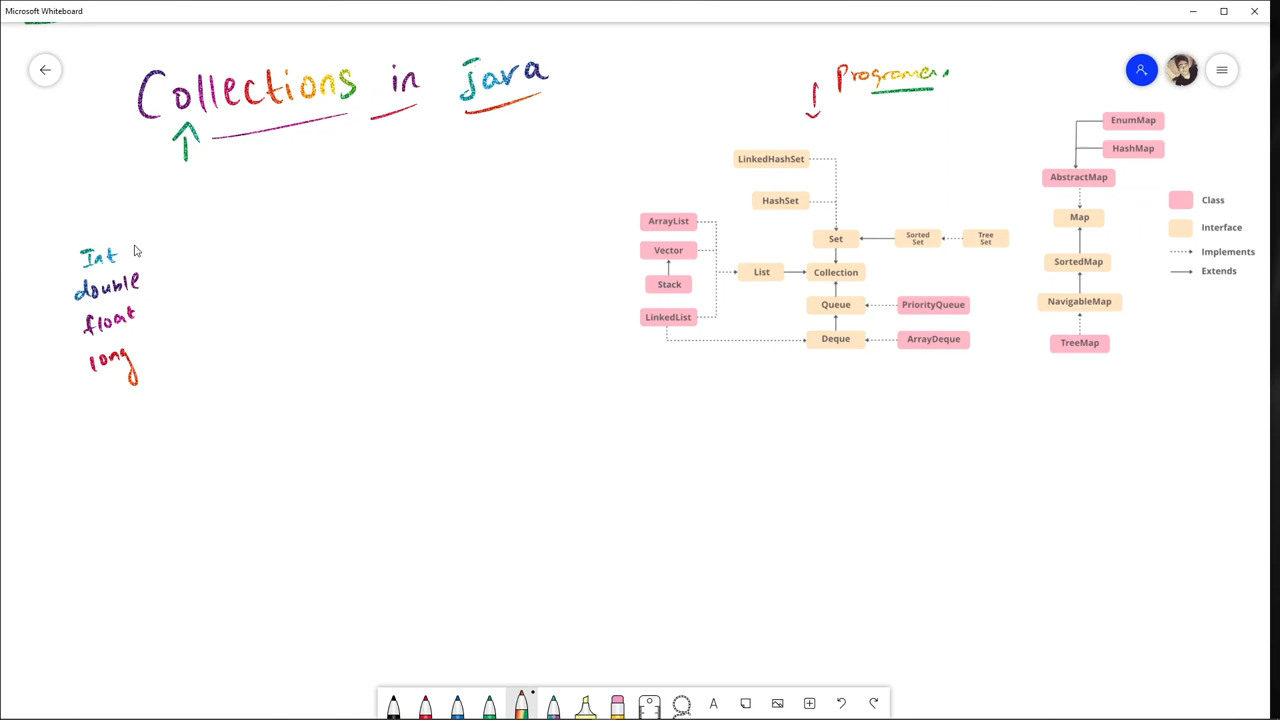 Microsoft Whiteboard
Collections in Java
Programer
Int
double
float
long
LinkedHashSet
HashSet
ArrayList
Vector
Stack
LinkedList
List
Set
Collection
Queue
Deque
Sorted
Set
Tree
Set
PriorityQueue
ArrayDeque
EnumMap
HashMap
AbstractMap
Map
SortedMap
NavigableMap
TreeMap
Class
Interface
Implements
Extends
A